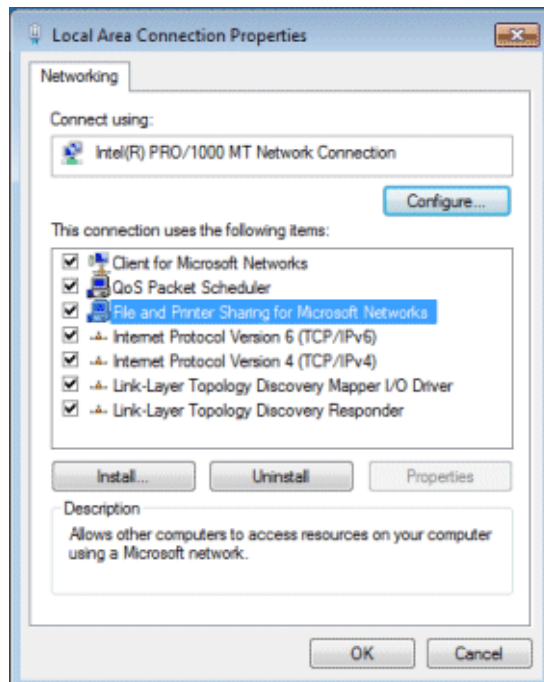 Local Area Connection Properties
Networking
Connect using:
Intel(R) PRO/1000 MT Network Connection
Configure...
This connection uses the following items:
Client for Microsoft Networks
QoS Packet Scheduler
File and Printer Sharing for Microsoft Networks
Internet Protocol Version 6 (TCP/IPv6)
Internet Protocol Version 4 (TCP/IPv4)
Link-Layer Topology Discovery Mapper I/O Driver
Link-Layer Topology Discovery Responder
Install... Uninstall Properties
Description
Allows other computers to access resources on your computer
using a Microsoft network.
OK Cancel